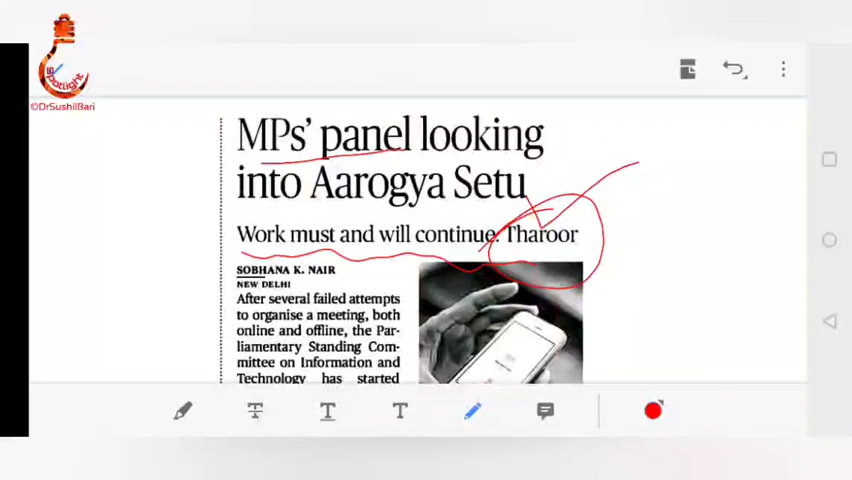 Spotlight
©DrSushilBari
MPs' panel looking
into Aarogya Setu
Work must and will continue: Tharoor
SOBHANA K. NAIR
NEW DELHI
After several failed attempts
to organise a meeting, both
online and offline, the Par-
liamentary Standing Com-
mittee on Information and
Technology has started
T
T